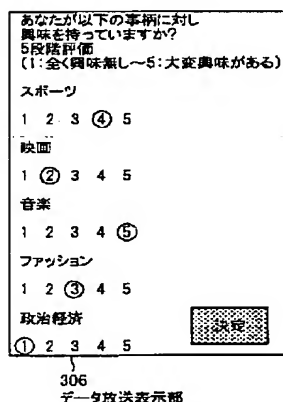 あなたが以下の事柄に対し
興味を持っていますか?
5段階評価
(1:全く興味無し~5:大変興味がある)
スポーツ
1 2 3 ④ 5
映画
1 ② 3 4 5
音楽
1 2 3 4 ⑤
ファッション
1 2 ③ 4 5
政治経済
① 2 3 4 5
決定
306
データ放送表示部